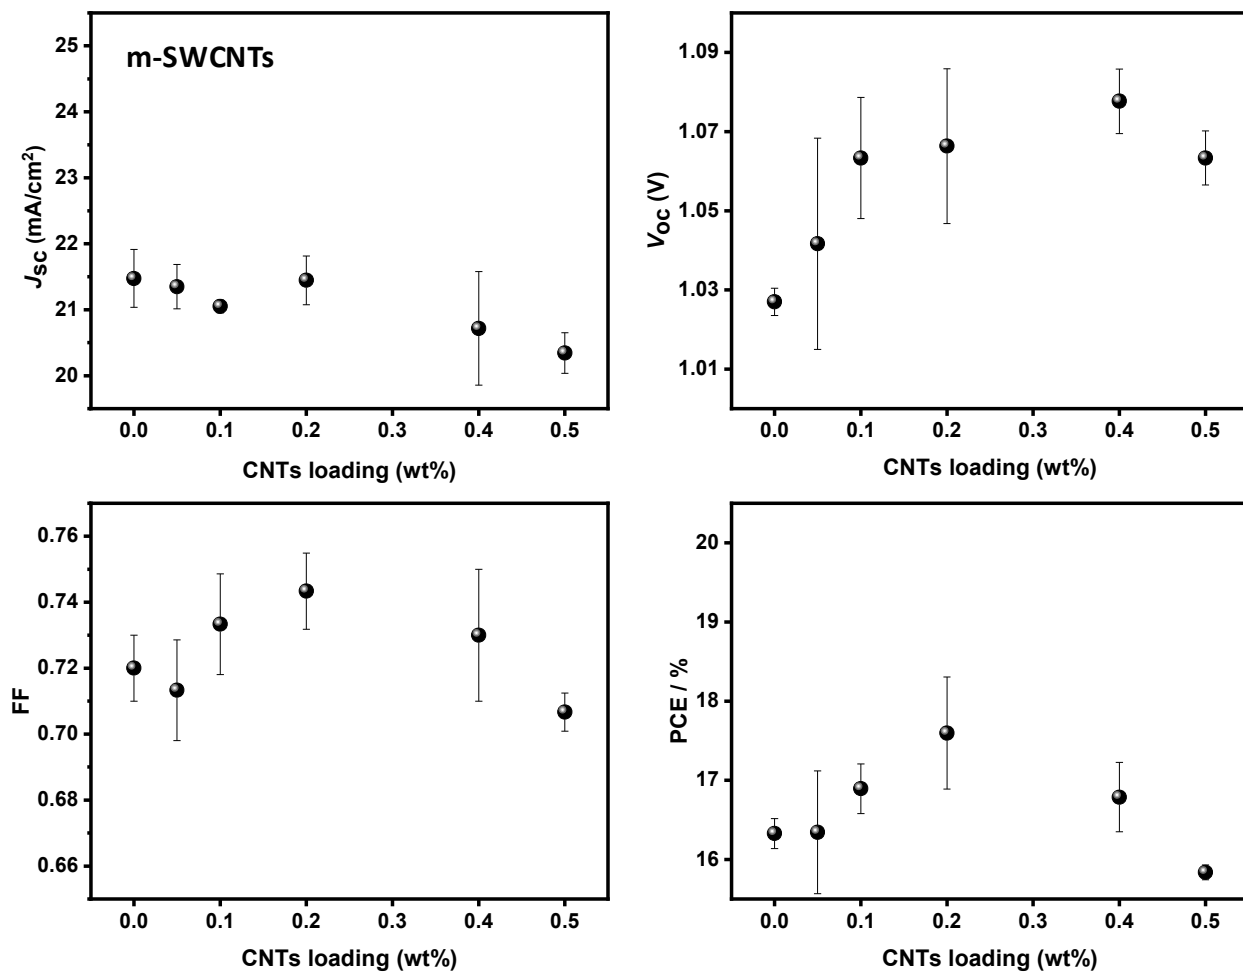 m-SWCNTs
25
24
23
22
21
20
Jsc (mA/cm²)
0.0 0.1 0.2 0.3 0.4 0.5
CNTs loading (wt%)
1.09
1.07
1.05
1.03
1.01
Voc (V)
0.0 0.1 0.2 0.3 0.4 0.5
CNTs loading (wt%)
0.76
0.74
0.72
0.70
0.68
0.66
FF
0.0 0.1 0.2 0.3 0.4 0.5
CNTs loading (wt%)
20
19
18
17
16
PCE / %
0.0 0.1 0.2 0.3 0.4 0.5
CNTs loading (wt%)